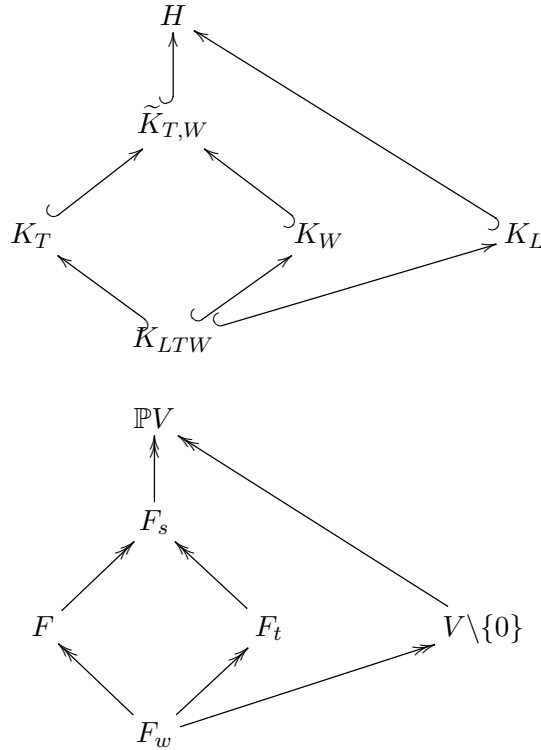 H
K̃_{T,W}
K_T K_W K_L
K_{LTW}
ℙV
F_s
F F_t V\{0}
F_w